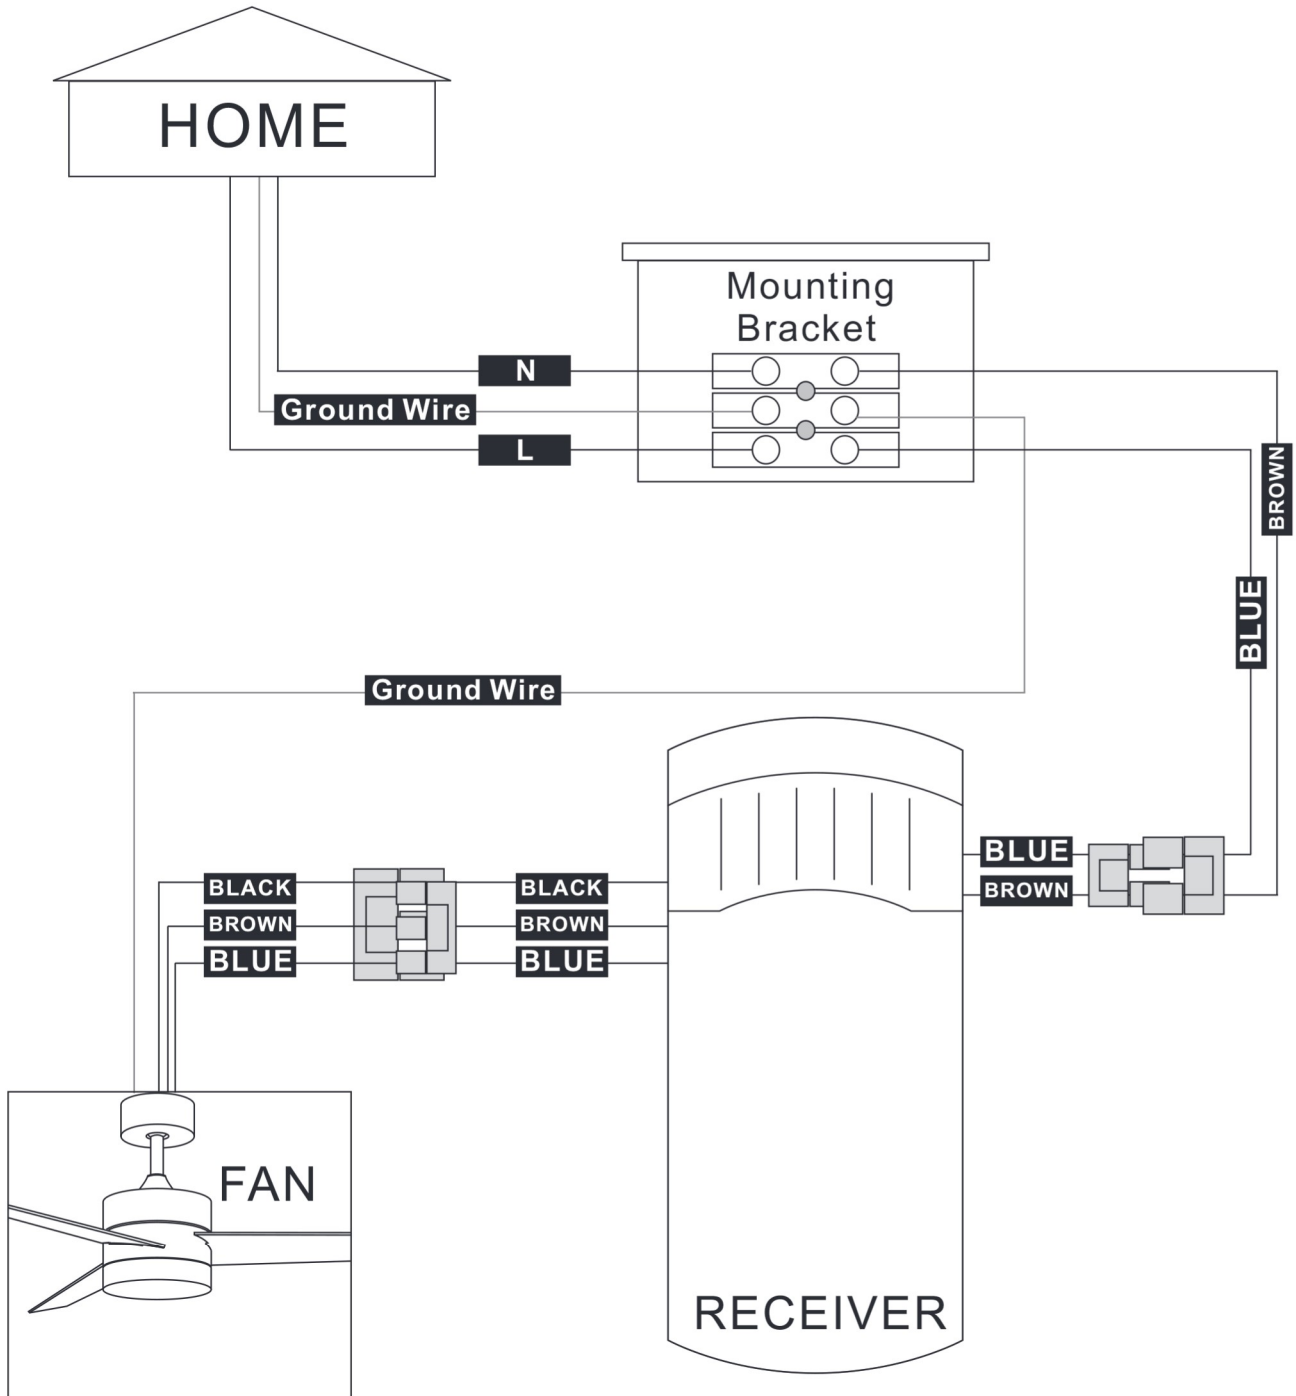 HOME
Mounting
Bracket
N
Ground Wire
L
BROWN
BLUE
Ground Wire
BLUE
BROWN
BLACK
BLACK
BROWN
BROWN
BLUE
BLUE
FAN
RECEIVER